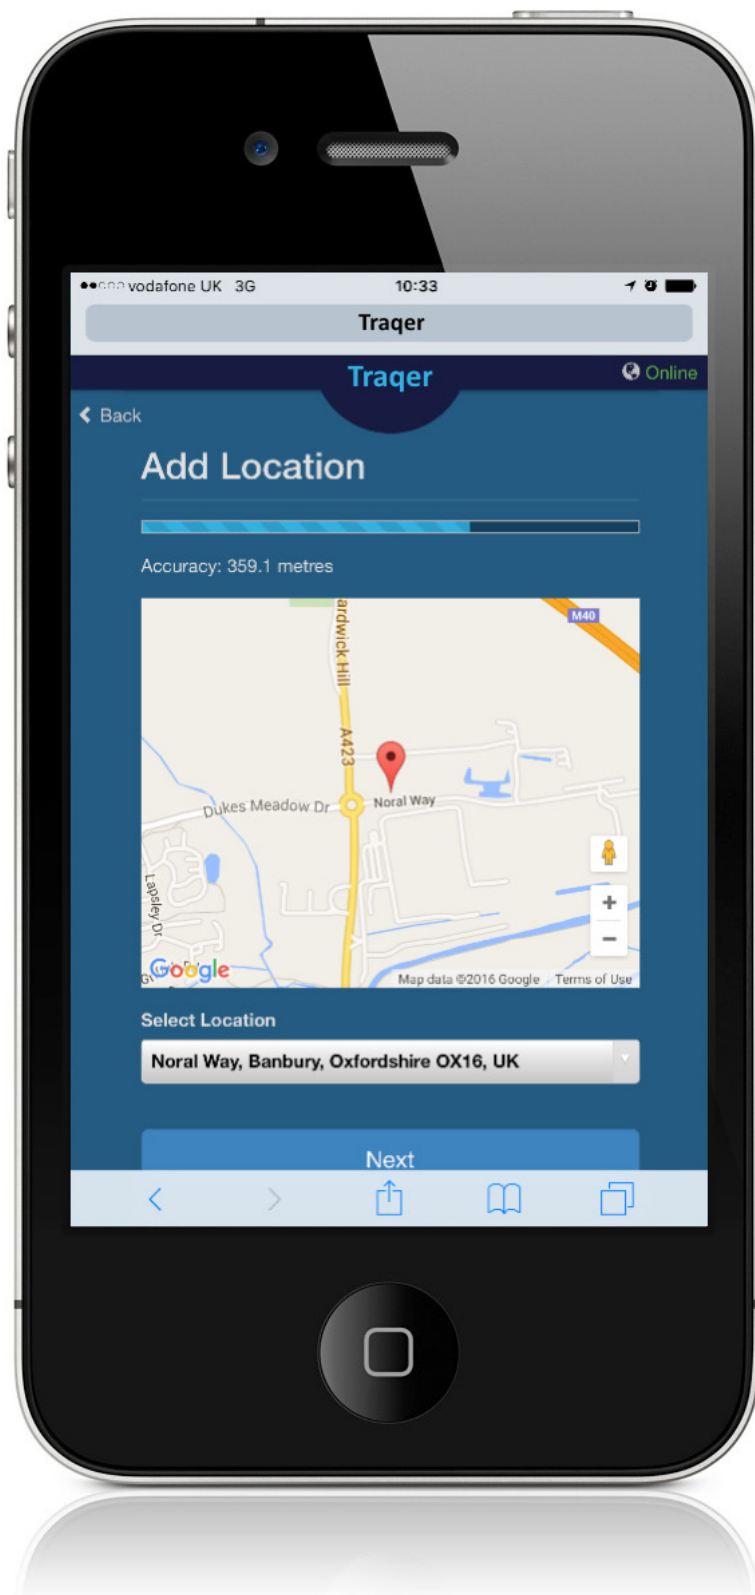 vodafone UK 3G 10:33
Traqer
Traqer
Online
Back
Add Location
Accuracy: 359.1 metres
M40
ardwick Hill
A423
Dukes Meadow Dr
Noral Way
Lapsley Dr
+
−
Google
Map data ©2016 Google Terms of Use
Select Location
Noral Way, Banbury, Oxfordshire OX16, UK
Next